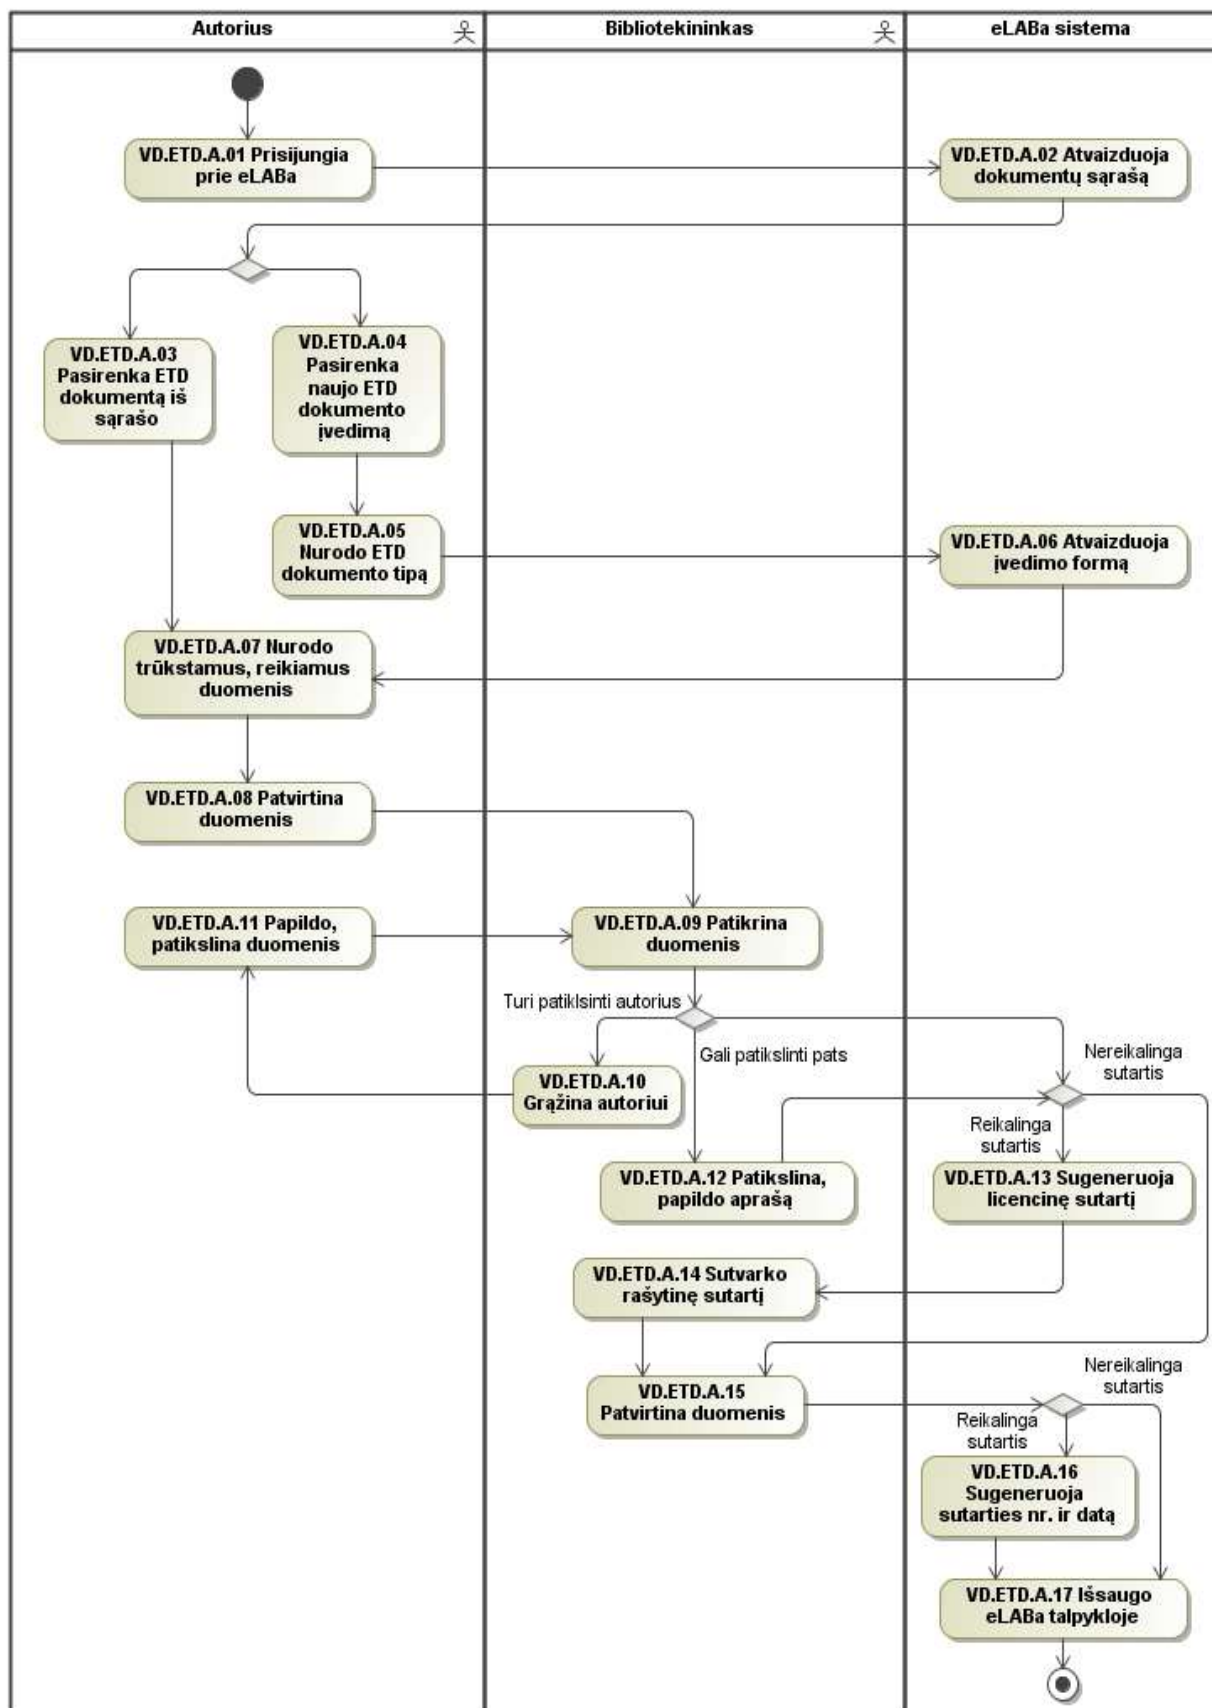 Autorius
Bibliotekininkas
eLABa sistema
VD.ETD.A.01 Prisijungia
prie eLABa
VD.ETD.A.02 Atvaizduoja
dokumentų sąrašą
VD.ETD.A.03
Pasirenka ETD
dokumentą iš
sąrašo
VD.ETD.A.04
Pasirenka
naujo ETD
dokumento
įvedimą
VD.ETD.A.05
Nurodo ETD
dokumento tipą
VD.ETD.A.06 Atvaizduoja
įvedimo formą
VD.ETD.A.07 Nurodo
trūkstamus, reikiamus
duomenis
VD.ETD.A.08 Patvirtina
duomenis
VD.ETD.A.11 Papildo,
patikslina duomenis
VD.ETD.A.09 Patikrina
duomenis
Turi patiklsinti autorius
Gali patikslinti pats
Nereikalinga
sutartis
VD.ETD.A.10
Grąžina autoriui
Reikalinga
sutartis
VD.ETD.A.12 Patikslina,
papildo aprašą
VD.ETD.A.13 Sugeneruoja
licencinę sutartį
VD.ETD.A.14 Sutvarko
rašytinę sutartį
VD.ETD.A.15
Patvirtina duomenis
Nereikalinga
sutartis
Reikalinga
sutartis
VD.ETD.A.16
Sugeneruoja
sutarties nr. ir datą
VD.ETD.A.17 Išsaugo
eLABa talpykloje